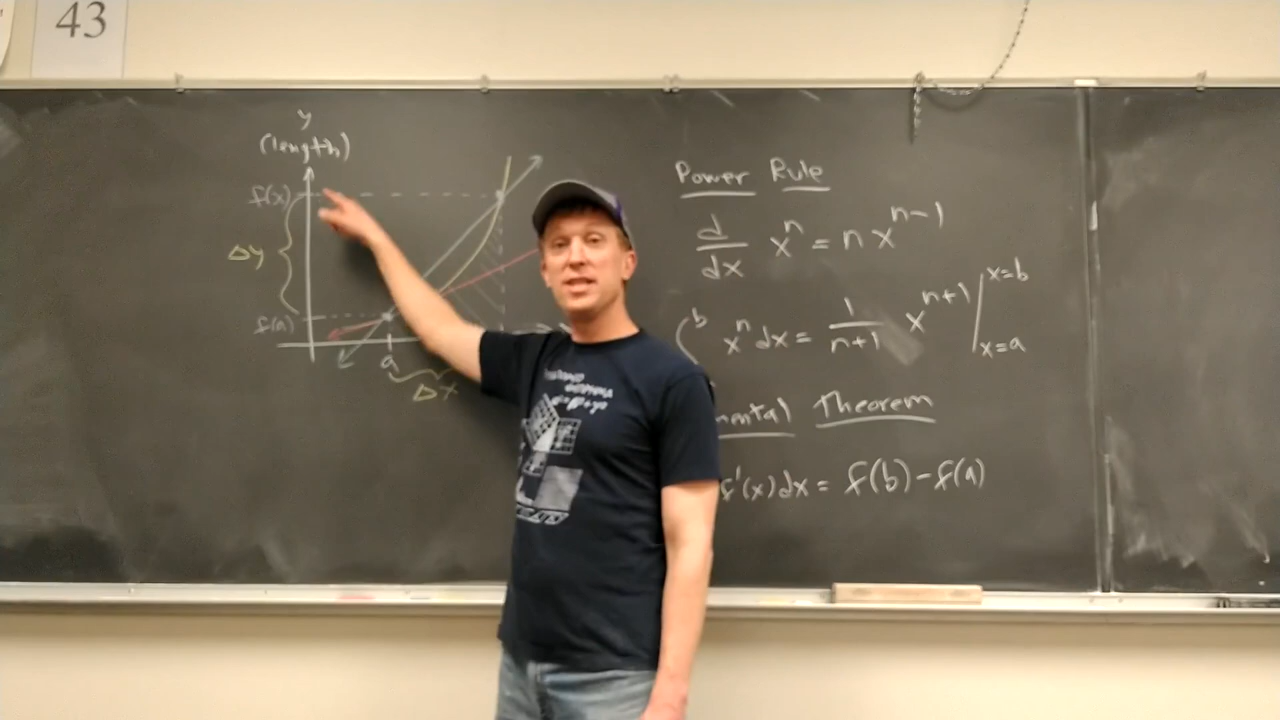 43
y
(length)
f(x)
Δy
f(a)
a
Δx
Power Rule
d/dx x^n = n x^{n-1}
b x^n dx = 1/(n+1) x^{n+1} | x=b
x=a
mental) Theorem
f'(x)dx = f(b)-f(a)